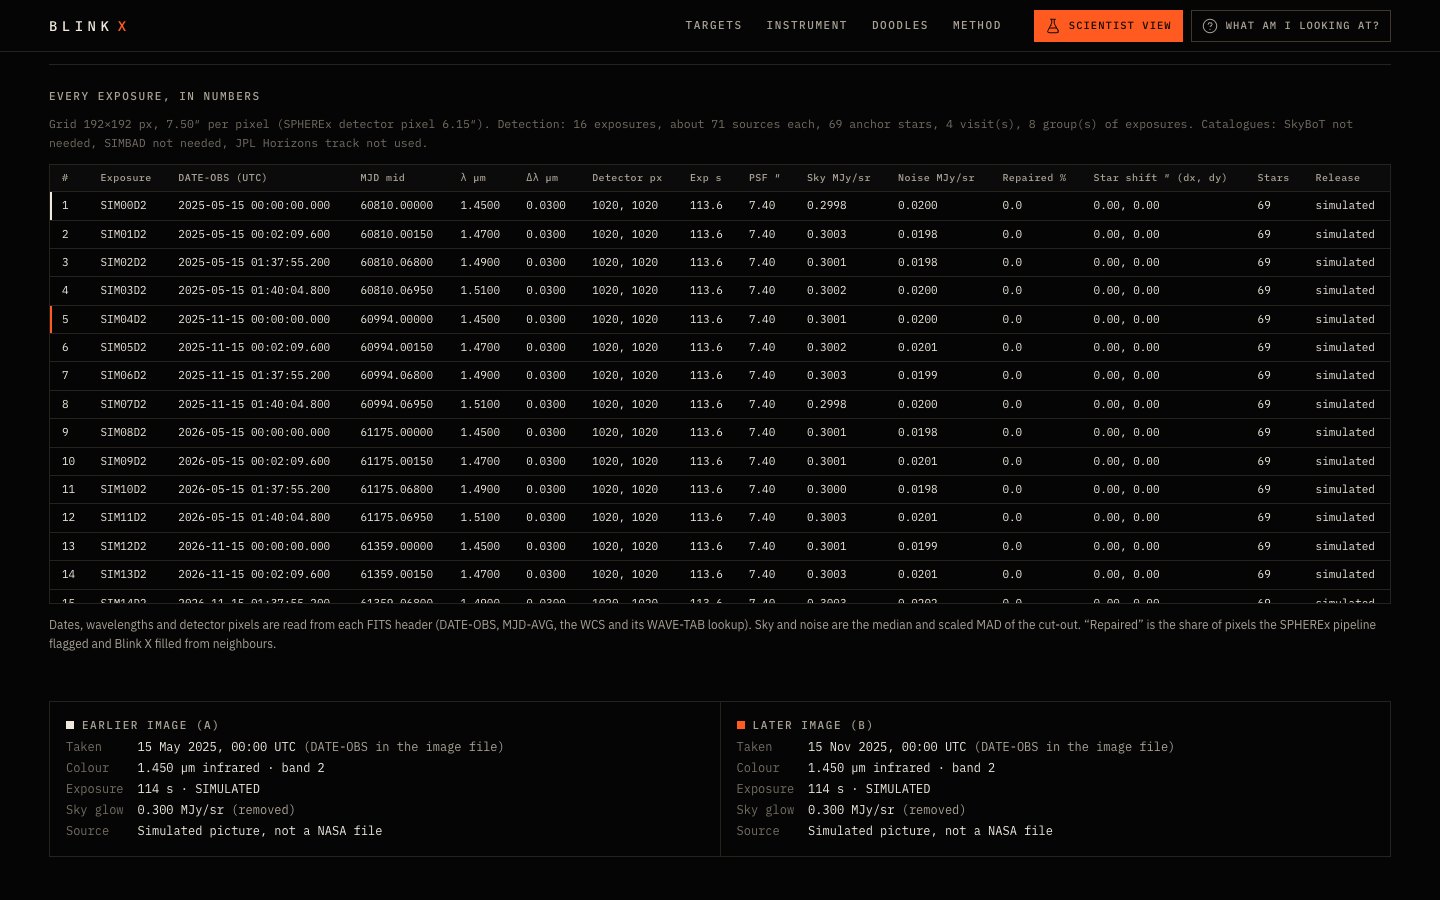 BLINK X
TARGETS INSTRUMENT DOODLES METHOD SCIENTIST VIEW WHAT AM I LOOKING AT?
EVERY EXPOSURE, IN NUMBERS
Grid 192×192 px, 7.50″ per pixel (SPHEREx detector pixel 6.15″). Detection: 16 exposures, about 71 sources each, 69 anchor stars, 4 visit(s), 8 group(s) of exposures. Catalogues: SkyBoT not
needed, SIMBAD not needed, JPL Horizons track not used.
# Exposure DATE-OBS (UTC) MJD mid λ μm Δλ μm Detector px Exp s PSF ″ Sky MJy/sr Noise MJy/sr Repaired % Star shift ″ (dx, dy) Stars Release
1 SIM00D2 2025-05-15 00:00:00.000 60810.00000 1.4500 0.0300 1020, 1020 113.6 7.40 0.2998 0.0200 0.0 0.00, 0.00 69 simulated
2 SIM01D2 2025-05-15 00:02:09.600 60810.00150 1.4700 0.0300 1020, 1020 113.6 7.40 0.3003 0.0198 0.0 0.00, 0.00 69 simulated
3 SIM02D2 2025-05-15 01:37:55.200 60810.06800 1.4900 0.0300 1020, 1020 113.6 7.40 0.3001 0.0198 0.0 0.00, 0.00 69 simulated
4 SIM03D2 2025-05-15 01:40:04.800 60810.06950 1.5100 0.0300 1020, 1020 113.6 7.40 0.3002 0.0200 0.0 0.00, 0.00 69 simulated
5 SIM04D2 2025-11-15 00:00:00.000 60994.00000 1.4500 0.0300 1020, 1020 113.6 7.40 0.3001 0.0200 0.0 0.00, 0.00 69 simulated
6 SIM05D2 2025-11-15 00:02:09.600 60994.00150 1.4700 0.0300 1020, 1020 113.6 7.40 0.3002 0.0201 0.0 0.00, 0.00 69 simulated
7 SIM06D2 2025-11-15 01:37:55.200 60994.06800 1.4900 0.0300 1020, 1020 113.6 7.40 0.3003 0.0199 0.0 0.00, 0.00 69 simulated
8 SIM07D2 2025-11-15 01:40:04.800 60994.06950 1.5100 0.0300 1020, 1020 113.6 7.40 0.2998 0.0200 0.0 0.00, 0.00 69 simulated
9 SIM08D2 2026-05-15 00:00:00.000 61175.00000 1.4500 0.0300 1020, 1020 113.6 7.40 0.3001 0.0198 0.0 0.00, 0.00 69 simulated
10 SIM09D2 2026-05-15 00:02:09.600 61175.00150 1.4700 0.0300 1020, 1020 113.6 7.40 0.3001 0.0201 0.0 0.00, 0.00 69 simulated
11 SIM10D2 2026-05-15 01:37:55.200 61175.06800 1.4900 0.0300 1020, 1020 113.6 7.40 0.3000 0.0198 0.0 0.00, 0.00 69 simulated
12 SIM11D2 2026-05-15 01:40:04.800 61175.06950 1.5100 0.0300 1020, 1020 113.6 7.40 0.3003 0.0201 0.0 0.00, 0.00 69 simulated
13 SIM12D2 2026-11-15 00:00:00.000 61359.00000 1.4500 0.0300 1020, 1020 113.6 7.40 0.3001 0.0199 0.0 0.00, 0.00 69 simulated
14 SIM13D2 2026-11-15 00:02:09.600 61359.00150 1.4700 0.0300 1020, 1020 113.6 7.40 0.3003 0.0201 0.0 0.00, 0.00 69 simulated
Dates, wavelengths and detector pixels are read from each FITS header (DATE-OBS, MJD-AVG, the WCS and its WAVE-TAB lookup). Sky and noise are the median and scaled MAD of the cut-out. “Repaired” is the share of pixels the SPHEREx pipeline
flagged and Blink X filled from neighbours.
EARLIER IMAGE (A)
Taken 15 May 2025, 00:00 UTC (DATE-OBS in the image file)
Colour 1.450 μm infrared · band 2
Exposure 114 s · SIMULATED
Sky glow 0.300 MJy/sr (removed)
Source Simulated picture, not a NASA file
LATER IMAGE (B)
Taken 15 Nov 2025, 00:00 UTC (DATE-OBS in the image file)
Colour 1.450 μm infrared · band 2
Exposure 114 s · SIMULATED
Sky glow 0.300 MJy/sr (removed)
Source Simulated picture, not a NASA file